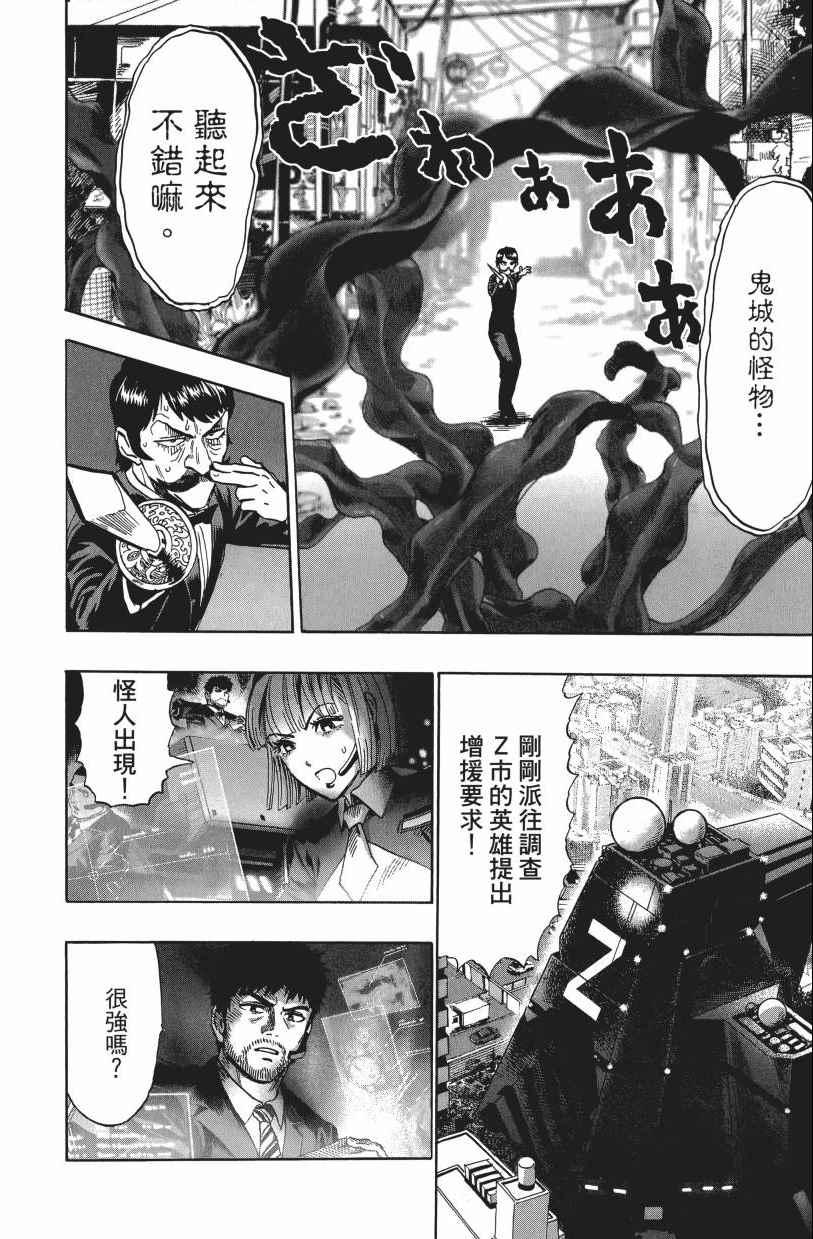 鬼城的怪物…
聽起來
不錯嘛。
ざわぁぁぁ
剛剛派往調查
Z市的英雄提出
增援要求！
Z
怪人出現！
很強嗎？